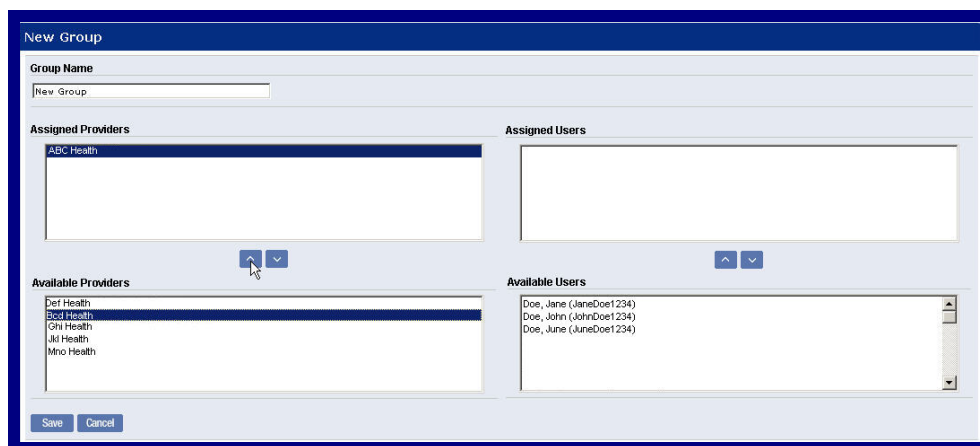 New Group
Group Name
New Group
Assigned Providers
Assigned Users
ABC Health
Available Providers
Available Users
Def Health
Bcd Health
Ghi Health
Jkl Health
Mno Health
Doe, Jane (JaneDoe1234)
Doe, John (JohnDoe1234)
Doe, June (JuneDoe1234)
Save
Cancel